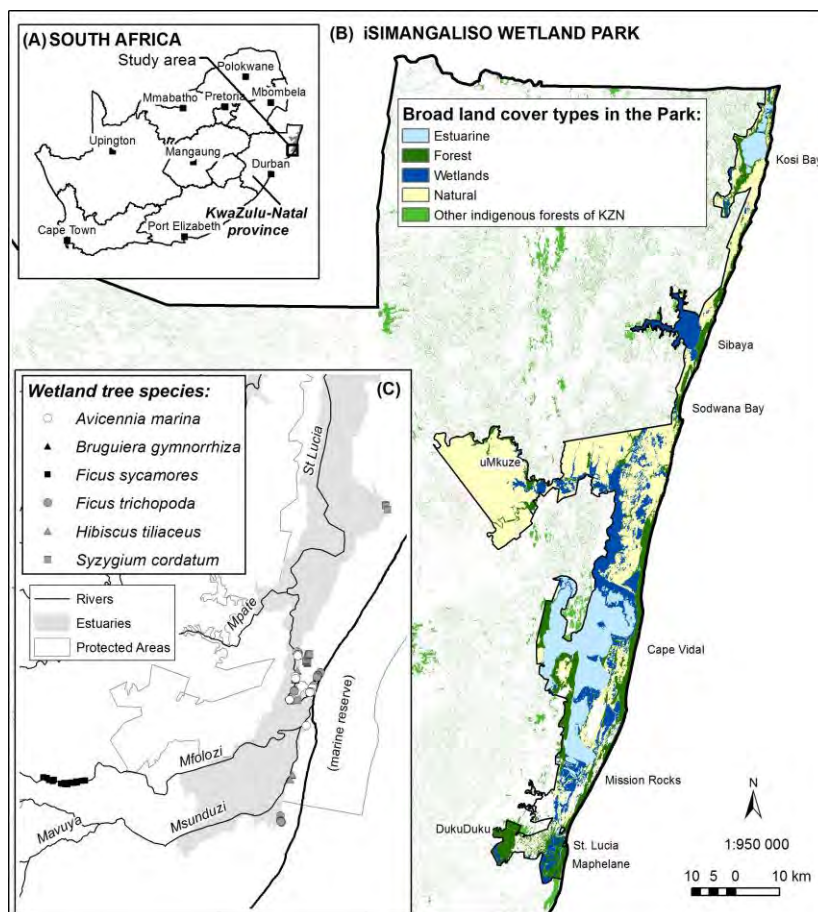 (A) SOUTH AFRICA
Study area
Polokwane
Mmabatho
Pretoria
Mbombela
Upington
Mangaung
Durban
KwaZulu-Natal
province
Cape Town
Port Elizabeth
(B) iSIMANGALISO WETLAND PARK
Broad land cover types in the Park:
Estuarine
Forest
Wetlands
Natural
Other indigenous forests of KZN
Kosi Bay
Sibaya
Sodwana Bay
uMkuze
Cape Vidal
Mission Rocks
DukuDuku
St. Lucia
Maphelane
N
1:950 000
10 5 0 10 km
(C)
Wetland tree species:
Avicennia marina
Bruguiera gymnorrhiza
Ficus sycamores
Ficus trichopoda
Hibiscus tiliaceus
Syzygium cordatum
Rivers
Estuaries
Protected Areas
St Lucia
Mpate
(marine reserve)
Mfolozi
Msunduzi
Mavuya